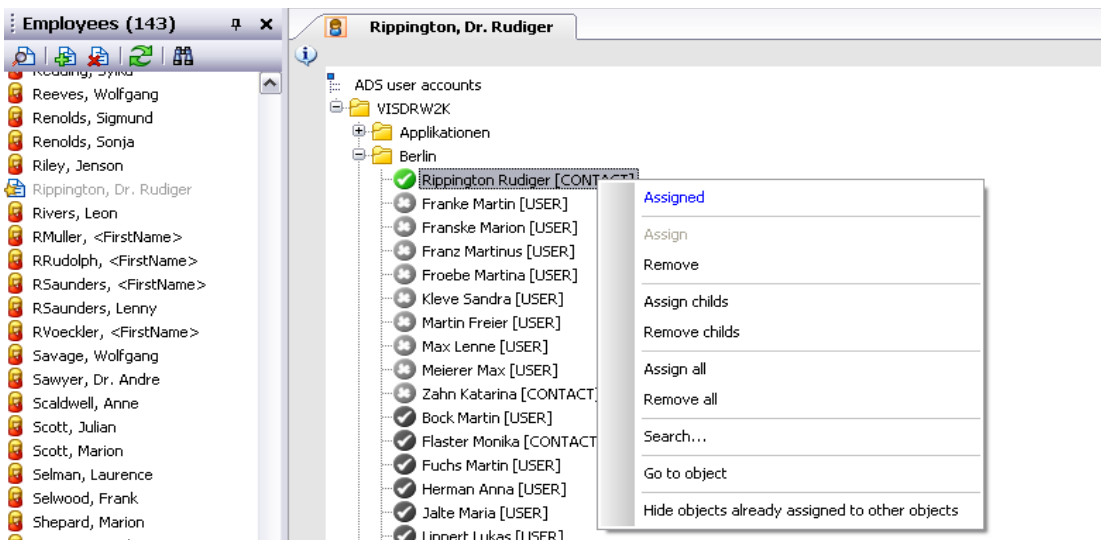 Employees (143)
Reading, Sylka
Reeves, Wolfgang
Renolds, Sigmund
Renolds, Sonja
Riley, Jenson
Rippington, Dr. Rudiger
Rivers, Leon
RMuller, <FirstName>
RRudolph, <FirstName>
RSaunders, <FirstName>
RSaunders, Lenny
RVoeckler, <FirstName>
Savage, Wolfgang
Sawyer, Dr. Andre
Scaldwell, Anne
Scott, Julian
Scott, Marion
Selman, Laurence
Selwood, Frank
Shepard, Marion
Rippington, Dr. Rudiger
ADS user accounts
VISDRW2K
Applikationen
Berlin
Rippington Rudiger [CONTACT]
Franke Martin [USER]
Franske Marion [USER]
Franz Martinus [USER]
Froebe Martina [USER]
Kleve Sandra [USER]
Martin Freier [USER]
Max Lenne [USER]
Meierer Max [USER]
Zahn Katarina [CONTACT]
Bock Martin [USER]
Flaster Monika [CONTACT
Fuchs Martin [USER]
Herman Anna [USER]
Jalte Maria [USER]
Lippert Lukas [USER]
Assigned
Assign
Remove
Assign childs
Remove childs
Assign all
Remove all
Search...
Go to object
Hide objects already assigned to other objects